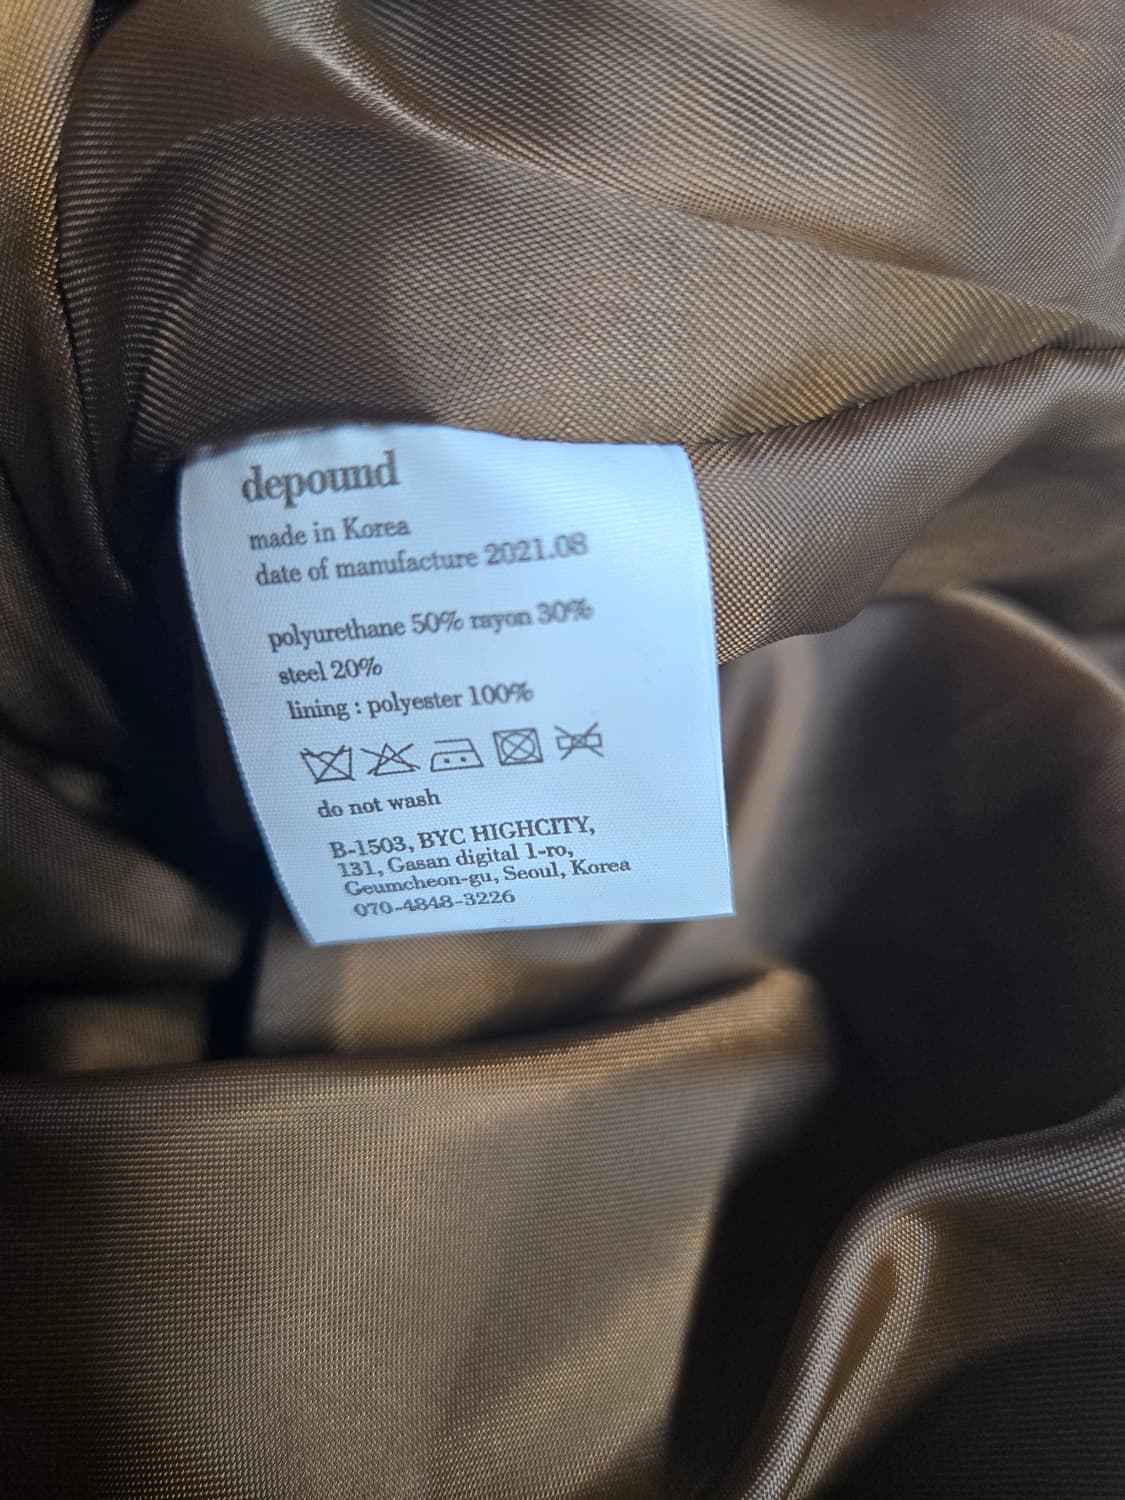 depound
made in Korea
date of manufacture 2021.08
polyurethane 50% rayon 30%
steel 20%
lining : polyester 100%
do not wash
B-1503, BYC HIGHCITY,
131, Gasan digital 1-ro,
Geumcheon-gu, Seoul, Korea
070-4848-3226